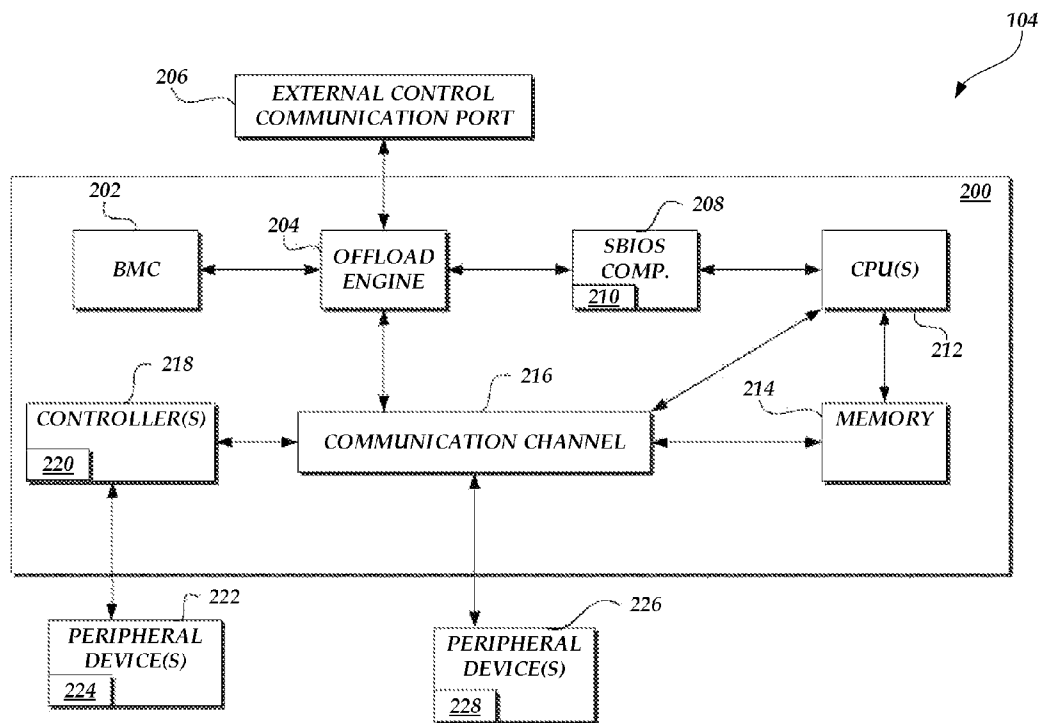 104
206
EXTERNAL CONTROL
COMMUNICATION PORT
200
202
BMC
204
OFFLOAD
ENGINE
208
SBIOS
COMP.
210
CPU(S)
212
218
CONTROLLER(S)
220
216
COMMUNICATION CHANNEL
214
MEMORY
222
PERIPHERAL
DEVICE(S)
224
226
PERIPHERAL
DEVICE(S)
228